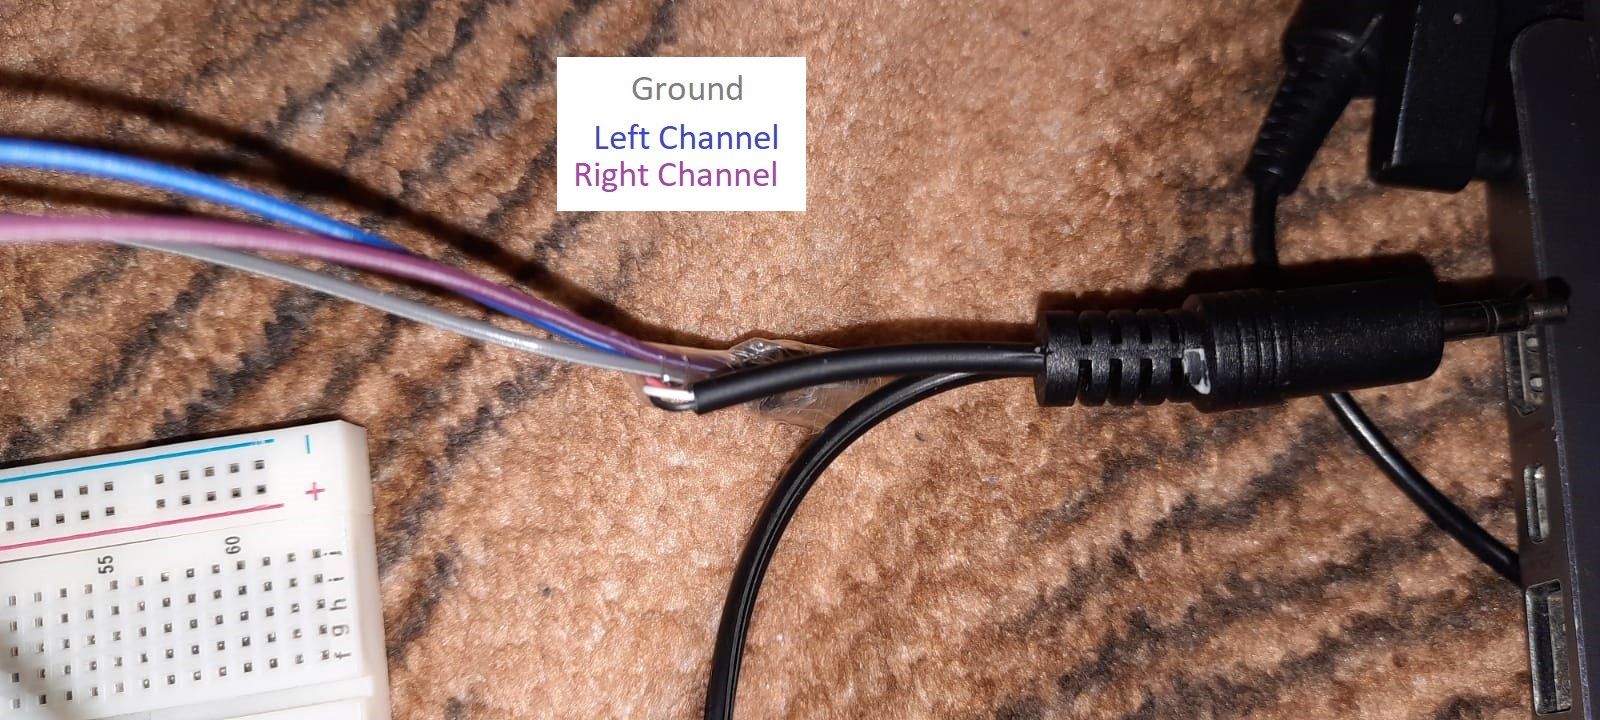 Ground
Left Channel
Right Channel
−
+
55
60
j
i
h
g
f